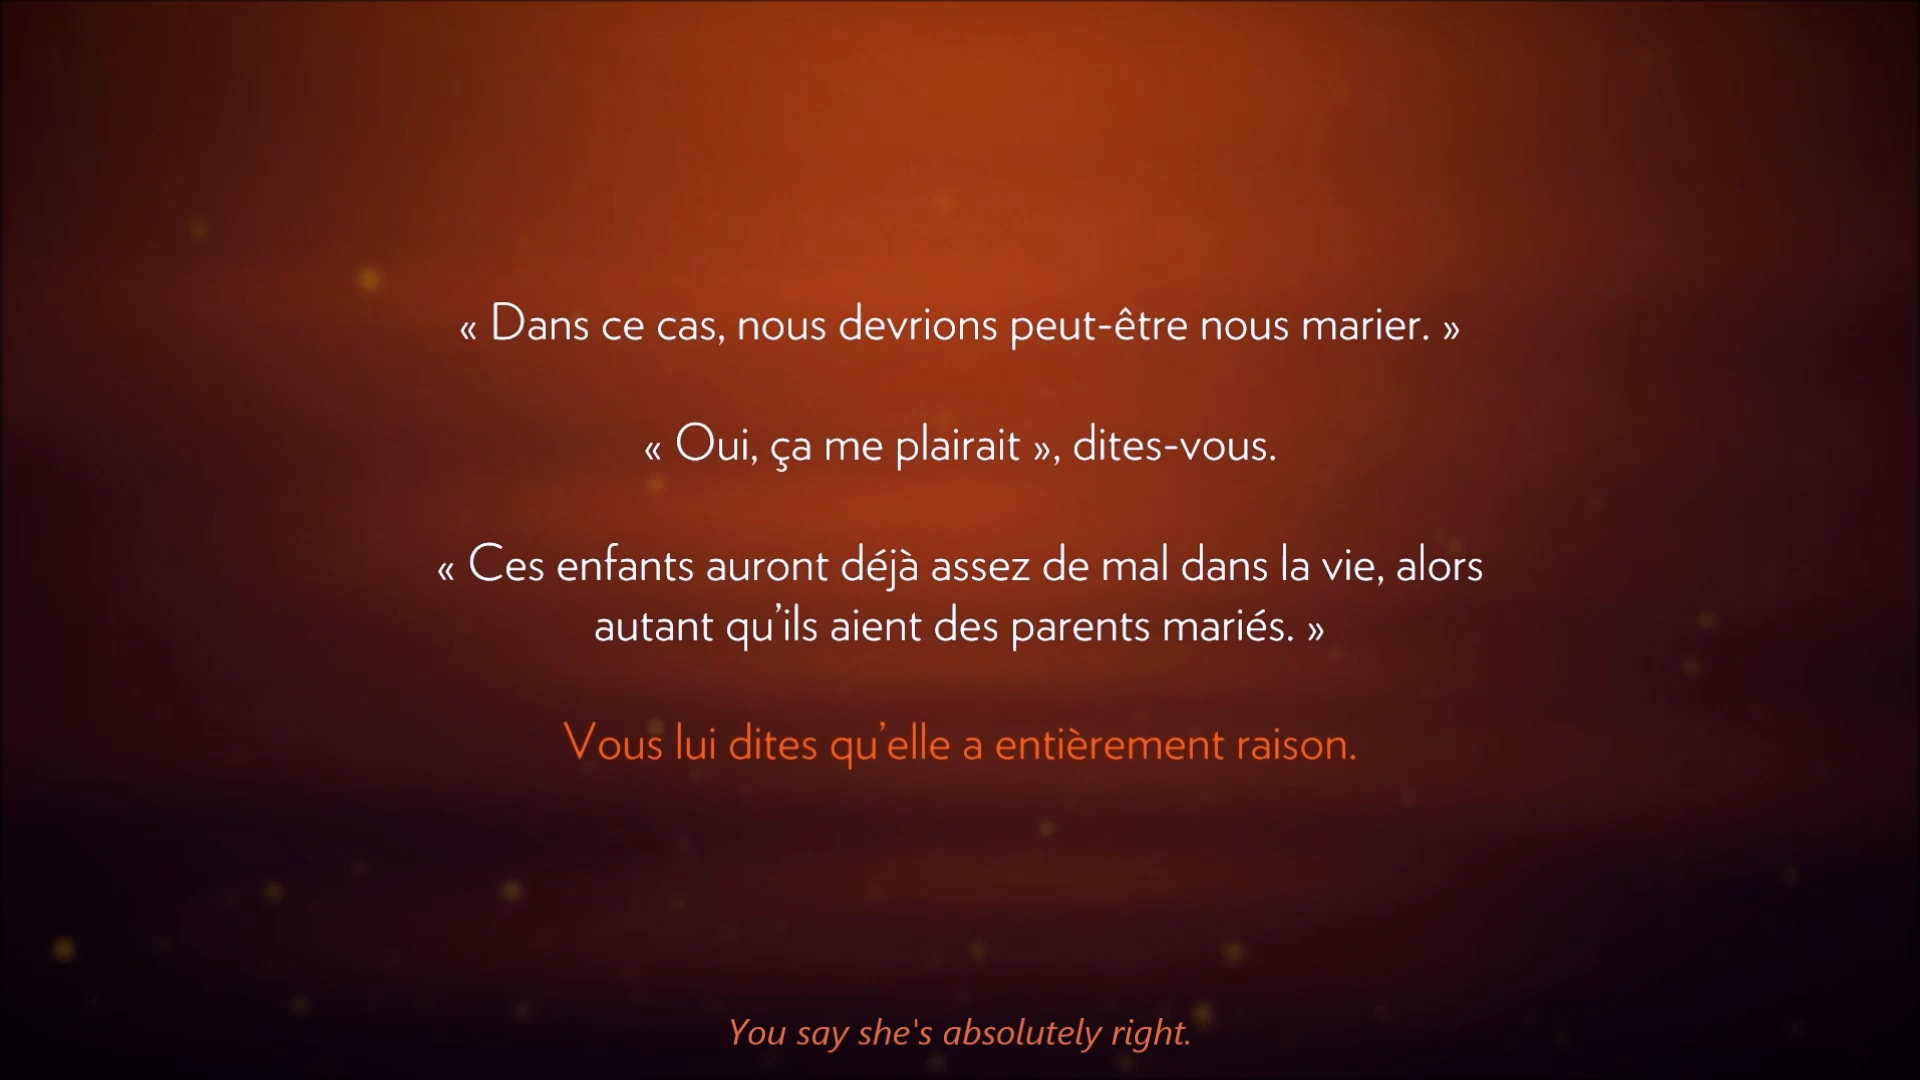 « Dans ce cas, nous devrions peut-être nous marier. »
« Oui, ça me plairait », dites-vous.
« Ces enfants auront déjà assez de mal dans la vie, alors
autant qu’ils aient des parents mariés. »
Vous lui dites qu’elle a entièrement raison.
You say she's absolutely right.